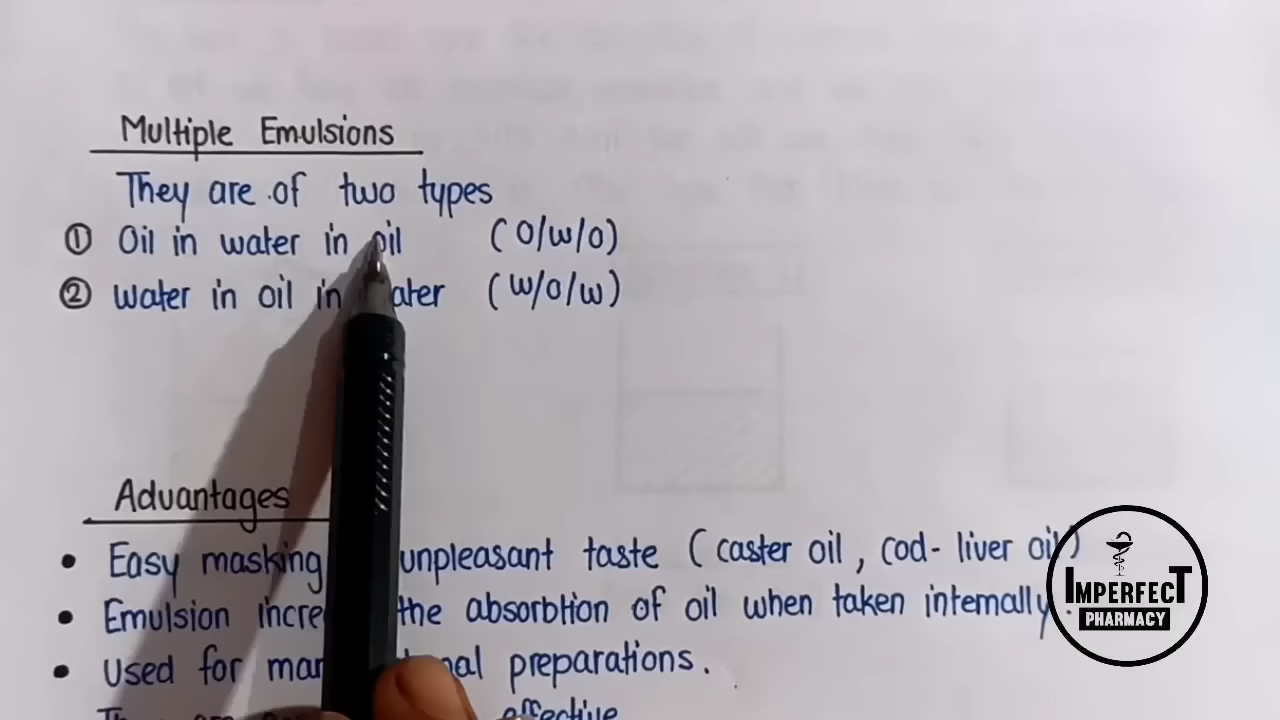 Multiple Emulsions
They are of two types
① Oil in water in oil (O/W/O)
② water in oil in water (W/O/W)
Advantages
• Easy masking unpleasant taste (caster oil, cod-liver oil)
• Emulsion the absorbtion of oil when taken internally.
• Used for preparations.
effective
IMPERFECT
PHARMACY